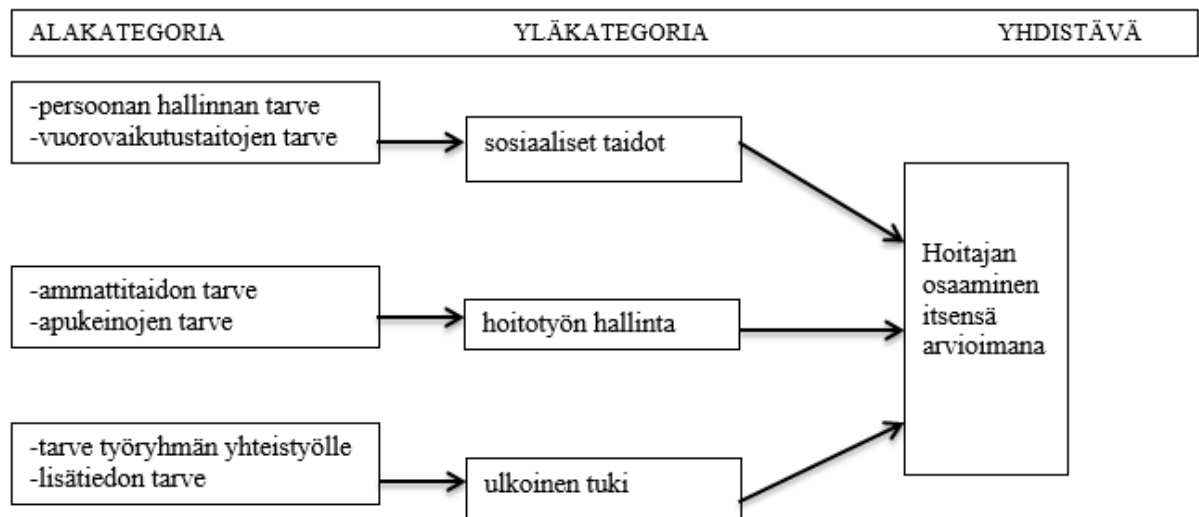 ALAKATEGORIA YLÄKATEGORIA YHDISTÄVÄ
-persoonan hallinnan tarve
-vuorovaikutustaitojen tarve
sosiaaliset taidot
-ammattitaidon tarve
-apukeinojen tarve
hoitotyön hallinta
-tarve työryhmän yhteistyölle
-lisätiedon tarve
ulkoinen tuki
Hoitajan
osaaminen
itsensä
arvioimana